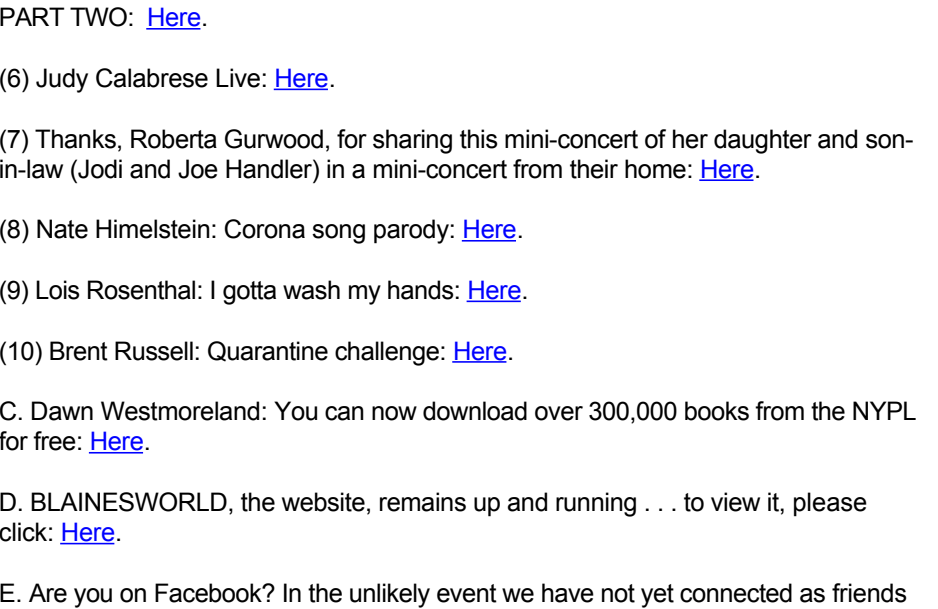 PART TWO:  Here.
(6) Judy Calabrese Live: Here.
(7) Thanks, Roberta Gurwood, for sharing this mini-concert of her daughter and son-
in-law (Jodi and Joe Handler) in a mini-concert from their home: Here.
(8) Nate Himelstein: Corona song parody: Here.
(9) Lois Rosenthal: I gotta wash my hands: Here.
(10) Brent Russell: Quarantine challenge: Here.
C. Dawn Westmoreland: You can now download over 300,000 books from the NYPL
for free: Here.
D. BLAINESWORLD, the website, remains up and running . . . to view it, please
click: Here.
E. Are you on Facebook? In the unlikely event we have not yet connected as friends